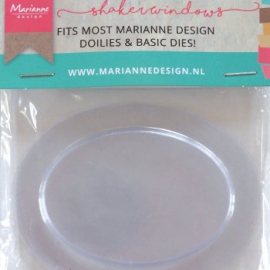 Marianne
design
shakerwindows
FITS MOST MARIANNE DESIGN
DOILIES & BASIC DIES!
WWW.MARIANNEDESIGN.NL